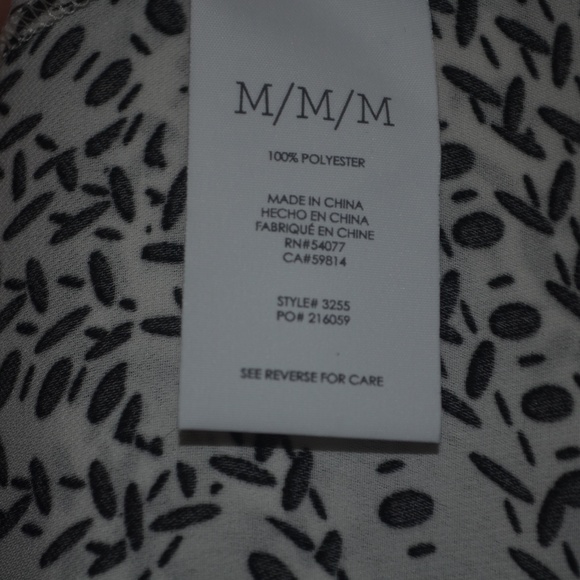 M/M/M
100% POLYESTER
MADE IN CHINA
HECHO EN CHINA
FABRIQUÉ EN CHINE
RN#54077
CA#59814
STYLE# 3255
PO# 216059
SEE REVERSE FOR CARE